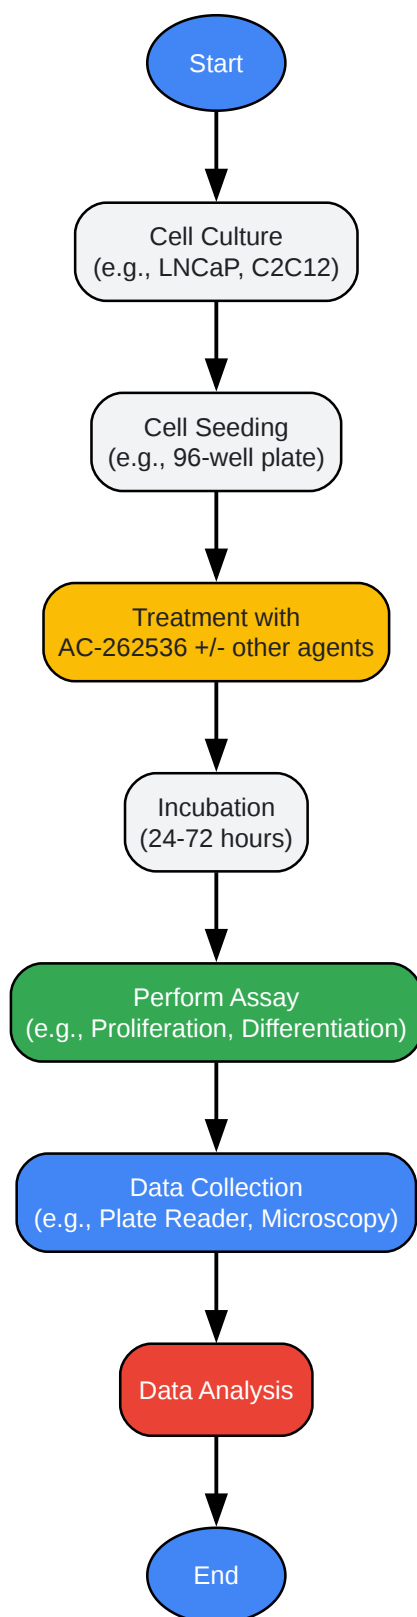 Start
Cell Culture
(e.g., LNCaP, C2C12)
Cell Seeding
(e.g., 96-well plate)
Treatment with
AC-262536 +/- other agents
Incubation
(24-72 hours)
Perform Assay
(e.g., Proliferation, Differentiation)
Data Collection
(e.g., Plate Reader, Microscopy)
Data Analysis
End